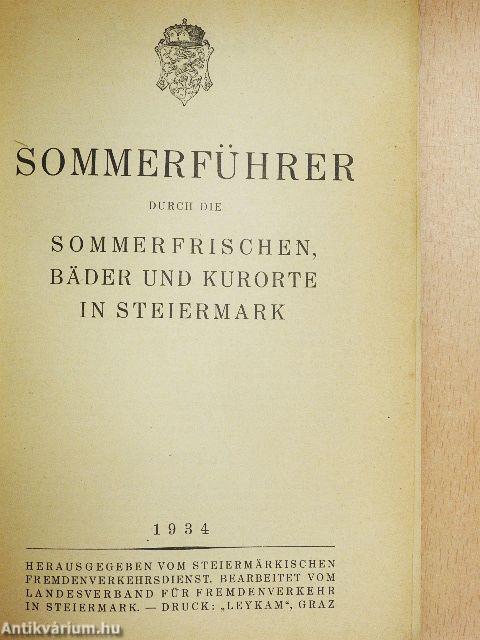 SOMMERFÜHRER
DURCH DIE
SOMMERFRISCHEN,
BÄDER UND KURORTE
IN STEIERMARK
1934
HERAUSGEGEBEN VOM STEIERMÄRKISCHEN
FREMDENVERKEHRSDIENST. BEARBEITET VOM
LANDESVERBAND FÜR FREMDENVERKEHR
IN STEIERMARK. — DRUCK: „LEYKAM“, GRAZ
Antikvárium.hu